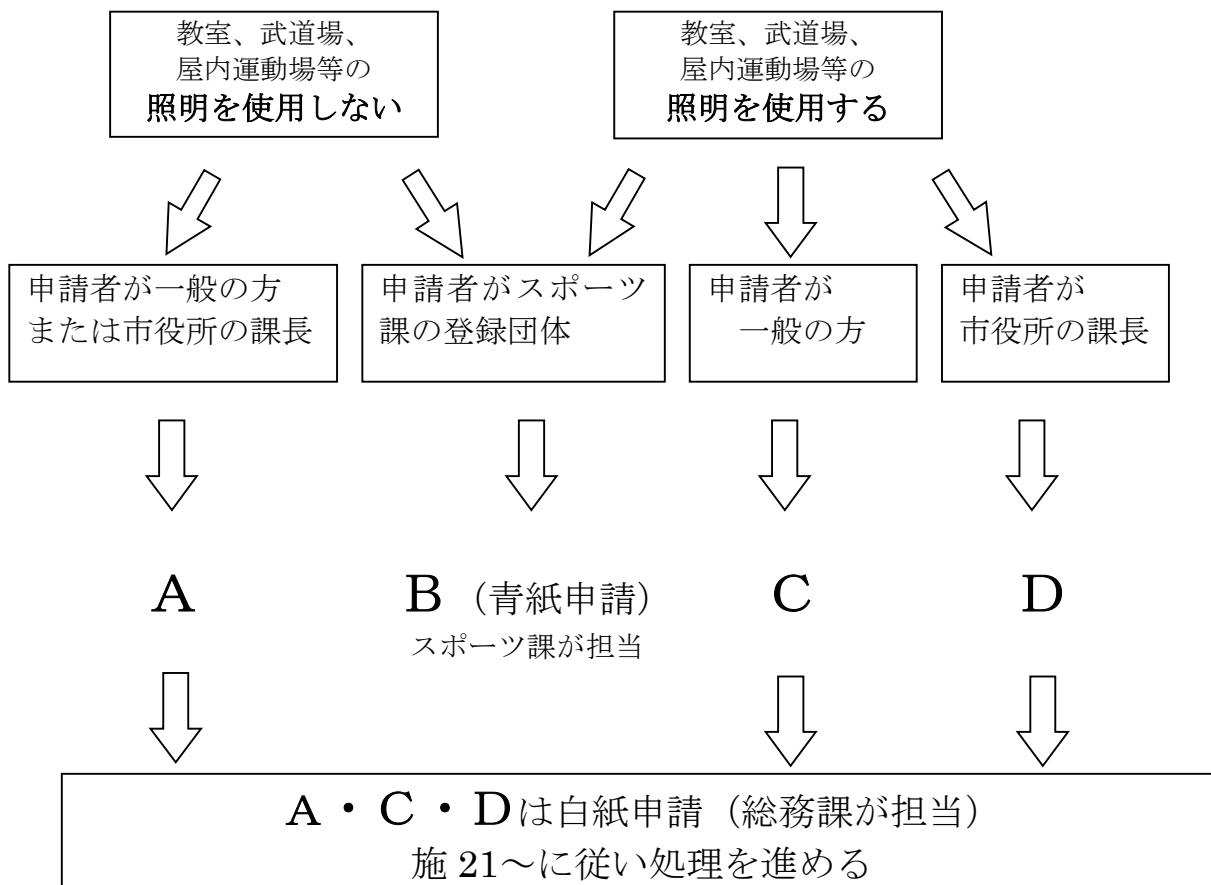 教室、武道場、
屋内運動場等の
照明を使用しない
教室、武道場、
屋内運動場等の
照明を使用する
申請者が一般の方
または市役所の課長
申請者がスポーツ
課の登録団体
申請者が
一般の方
申請者が
市役所の課長
A
B（青紙申請）
スポーツ課が担当
C
D
A・C・Dは白紙申請（総務課が担当）
施 21～に従い処理を進める